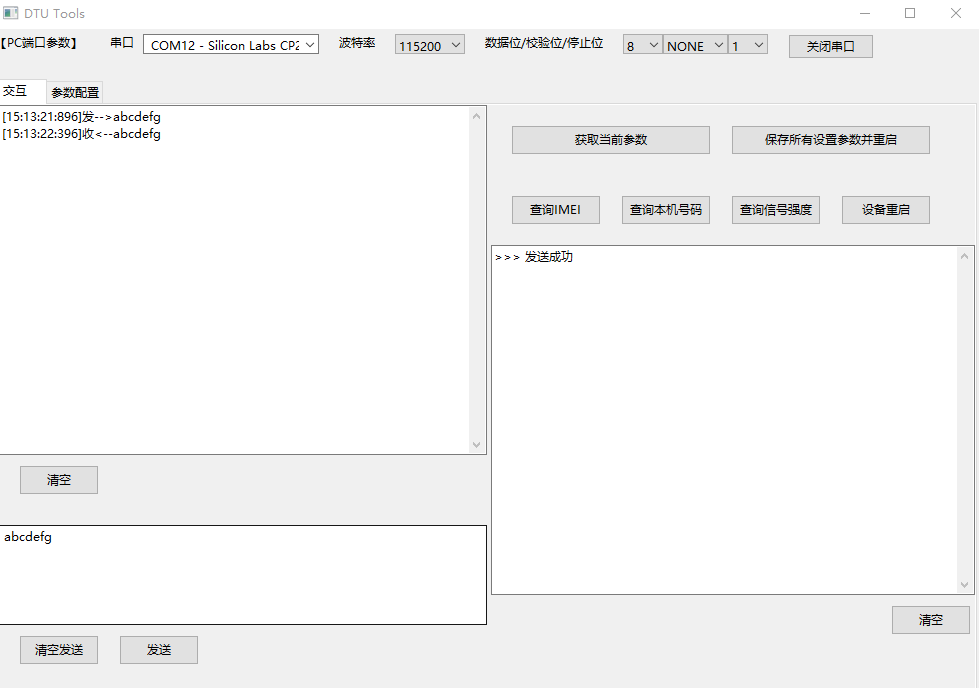 DTU Tools
【PC端口参数】 串口 COM12 - Silicon Labs CP2 波特率 115200 数据位/校验位/停止位 8 NONE 1 关闭串口
交互 参数配置
[15:13:21:896]发-->abcdefg
[15:13:22:396]收<--abcdefg
获取当前参数 保存所有设置参数并重启
查询IMEI 查询本机号码 查询信号强度 设备重启
>>> 发送成功
清空
abcdefg
清空
清空发送 发送